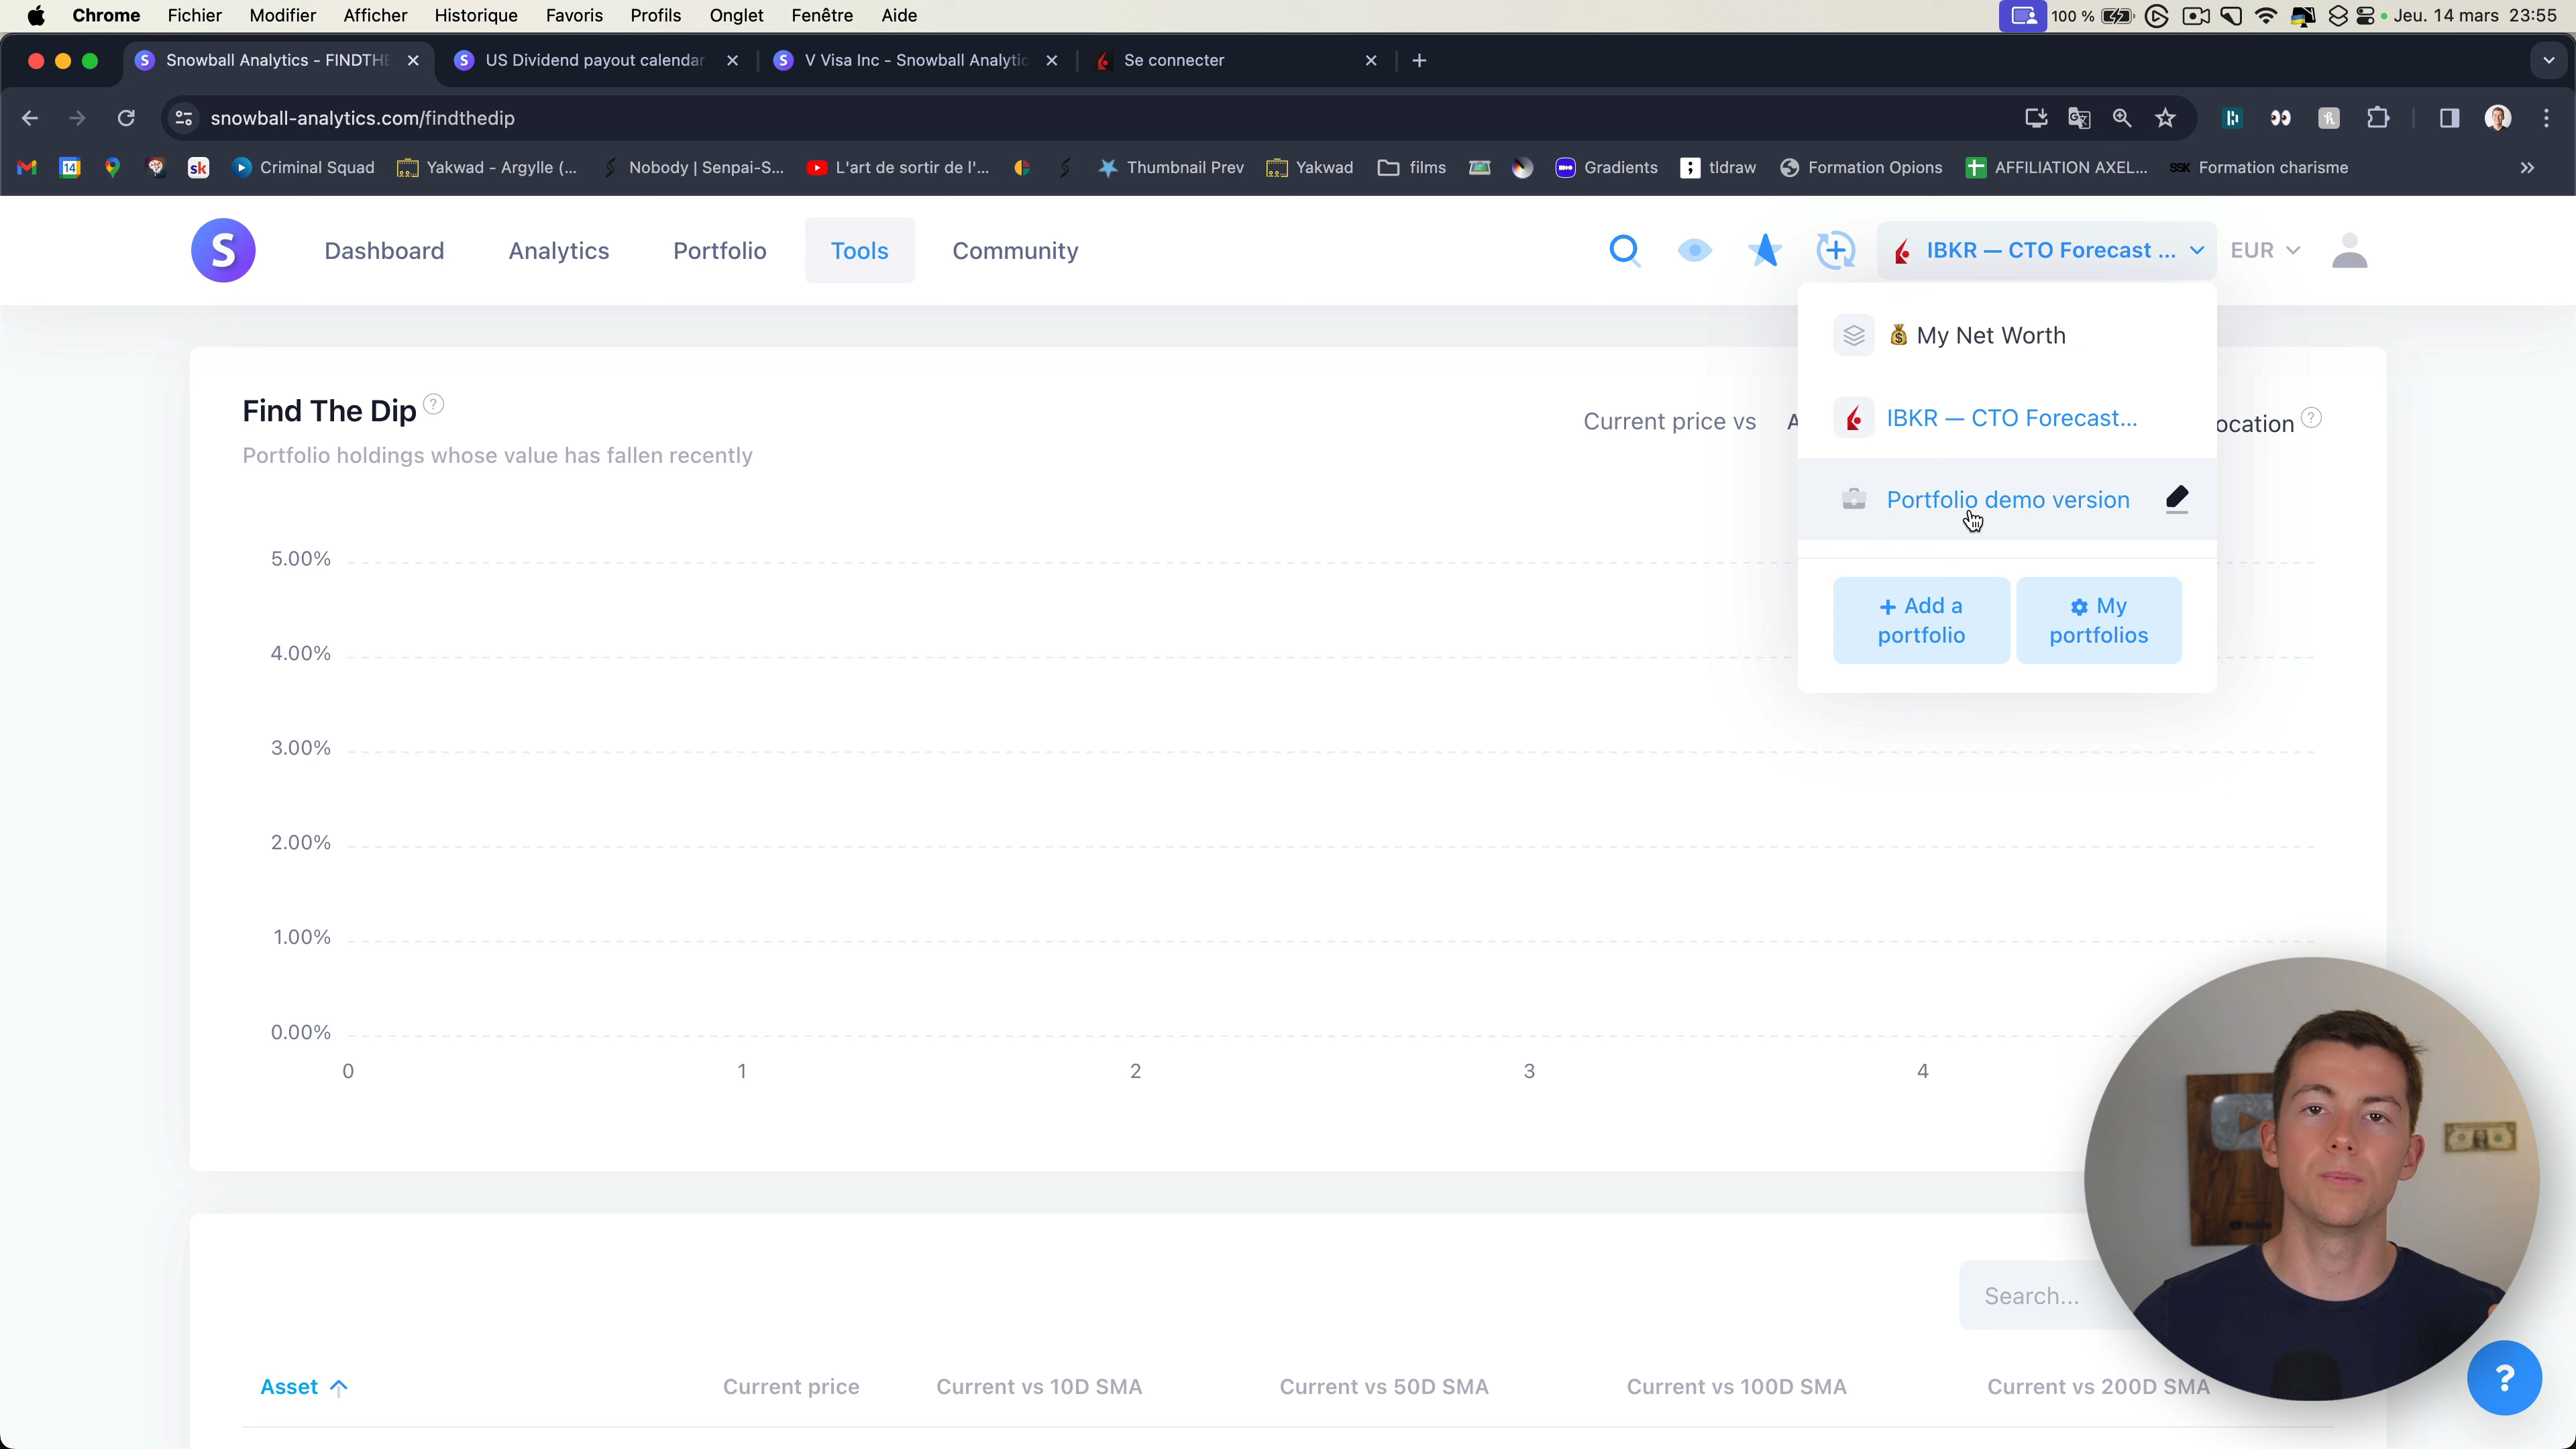 Chrome Fichier Modifier Afficher Historique Favoris Profils Onglet Fenêtre Aide
100 % Jeu. 14 mars 23:55
Snowball Analytics - FINDTHE
US Dividend payout calendar
V Visa Inc - Snowball Analytic
Se connecter
snowball-analytics.com/findthedip
14
sk
Criminal Squad
Yakwad - Argylle (...
Nobody | Senpai-S...
L'art de sortir de l'...
Thumbnail Prev
Yakwad
films
Gradients
tldraw
Formation Opions
AFFILIATION AXEL...
SSK Formation charisme
S
Dashboard Analytics Portfolio Tools Community
IBKR — CTO Forecast ...
EUR
My Net Worth
IBKR — CTO Forecast...
Portfolio demo version
+ Add a
portfolio
My
portfolios
Find The Dip ?
Portfolio holdings whose value has fallen recently
Current price vs A
ocation ?
5.00%
4.00%
3.00%
2.00%
1.00%
0.00%
0 1 2 3 4
Search...
Asset Current price Current vs 10D SMA Current vs 50D SMA Current vs 100D SMA Current vs 200D SMA
?